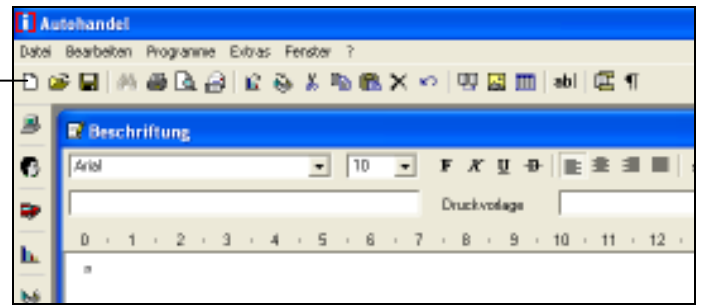 Autohandel
Datei Bearbeiten Programme Extras Fenster ?
abl ¶
Beschriftung
Arial 10 F K U D
Druckvorlage
0 1 2 3 4 5 6 7 8 9 10 11 12